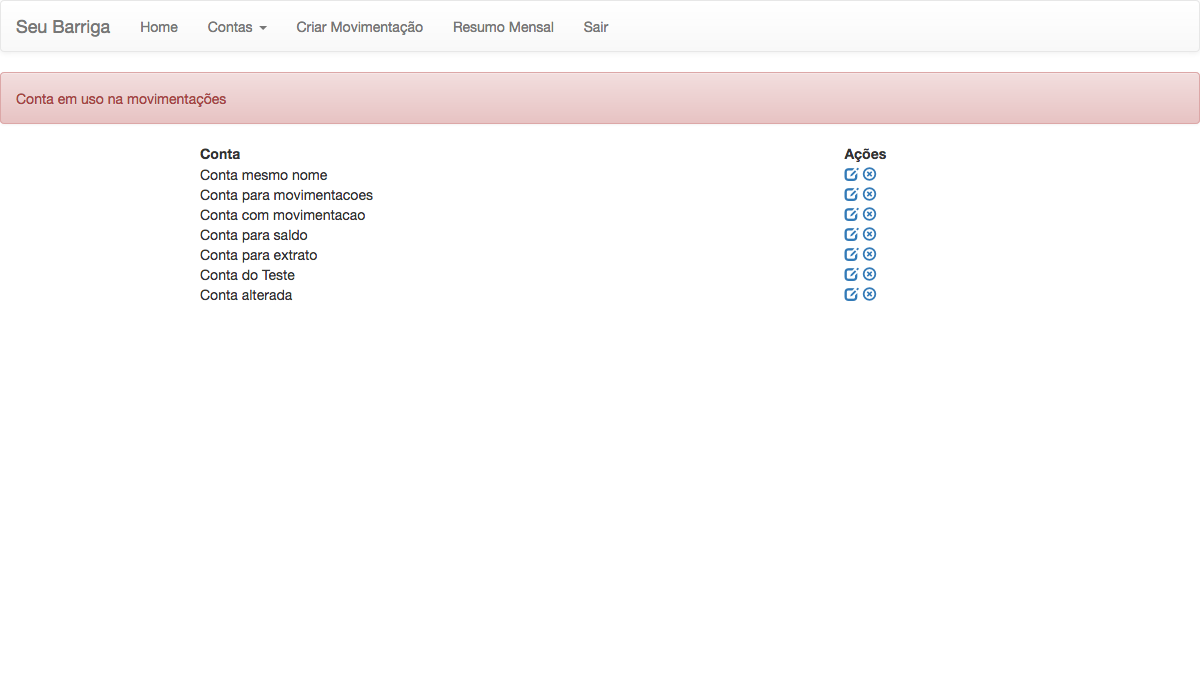 Seu Barriga Home Contas Criar Movimentação Resumo Mensal Sair
Conta em uso na movimentações
Conta Ações
Conta mesmo nome
Conta para movimentacoes
Conta com movimentacao
Conta para saldo
Conta para extrato
Conta do Teste
Conta alterada